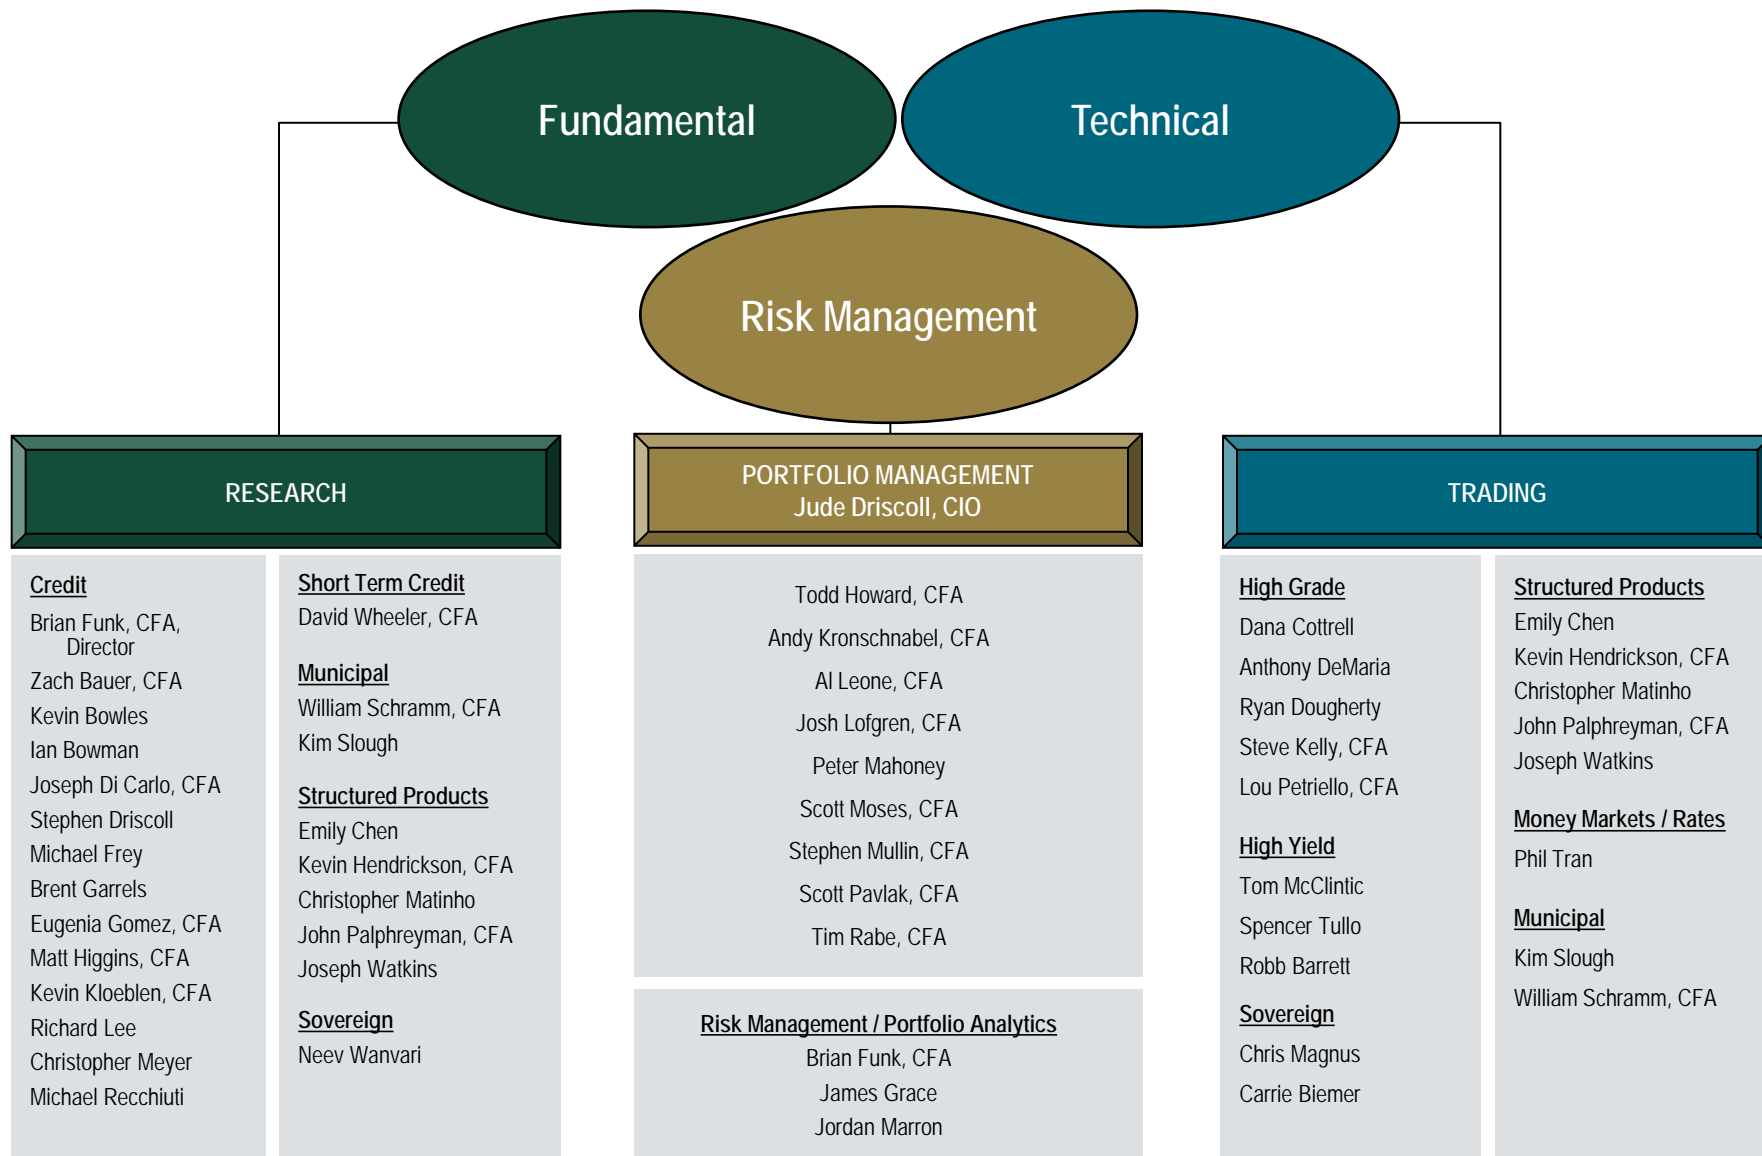 Fundamental
Technical
Risk Management
RESEARCH
Credit
Brian Funk, CFA,
Director
Zach Bauer, CFA
Kevin Bowles
Ian Bowman
Joseph Di Carlo, CFA
Stephen Driscoll
Michael Frey
Brent Garrels
Eugenia Gomez, CFA
Matt Higgins, CFA
Kevin Kloeblen, CFA
Richard Lee
Christopher Meyer
Michael Recchiuti
Short Term Credit
David Wheeler, CFA
Municipal
William Schramm, CFA
Kim Slough
Structured Products
Emily Chen
Kevin Hendrickson, CFA
Christopher Matinho
John Palphreyman, CFA
Joseph Watkins
Sovereign
Neev Wanvari
PORTFOLIO MANAGEMENT
Jude Driscoll, CIO
Todd Howard, CFA
Andy Kronschnabel, CFA
Al Leone, CFA
Josh Lofgren, CFA
Peter Mahoney
Scott Moses, CFA
Stephen Mullin, CFA
Scott Pavlak, CFA
Tim Rabe, CFA
Risk Management / Portfolio Analytics
Brian Funk, CFA
James Grace
Jordan Marron
TRADING
High Grade
Dana Cottrell
Anthony DeMaria
Ryan Dougherty
Steve Kelly, CFA
Lou Petriello, CFA
High Yield
Tom McClintic
Spencer Tullo
Robb Barrett
Sovereign
Chris Magnus
Carrie Biemer
Structured Products
Emily Chen
Kevin Hendrickson, CFA
Christopher Matinho
John Palphreyman, CFA
Joseph Watkins
Money Markets / Rates
Phil Tran
Municipal
Kim Slough
William Schramm, CFA